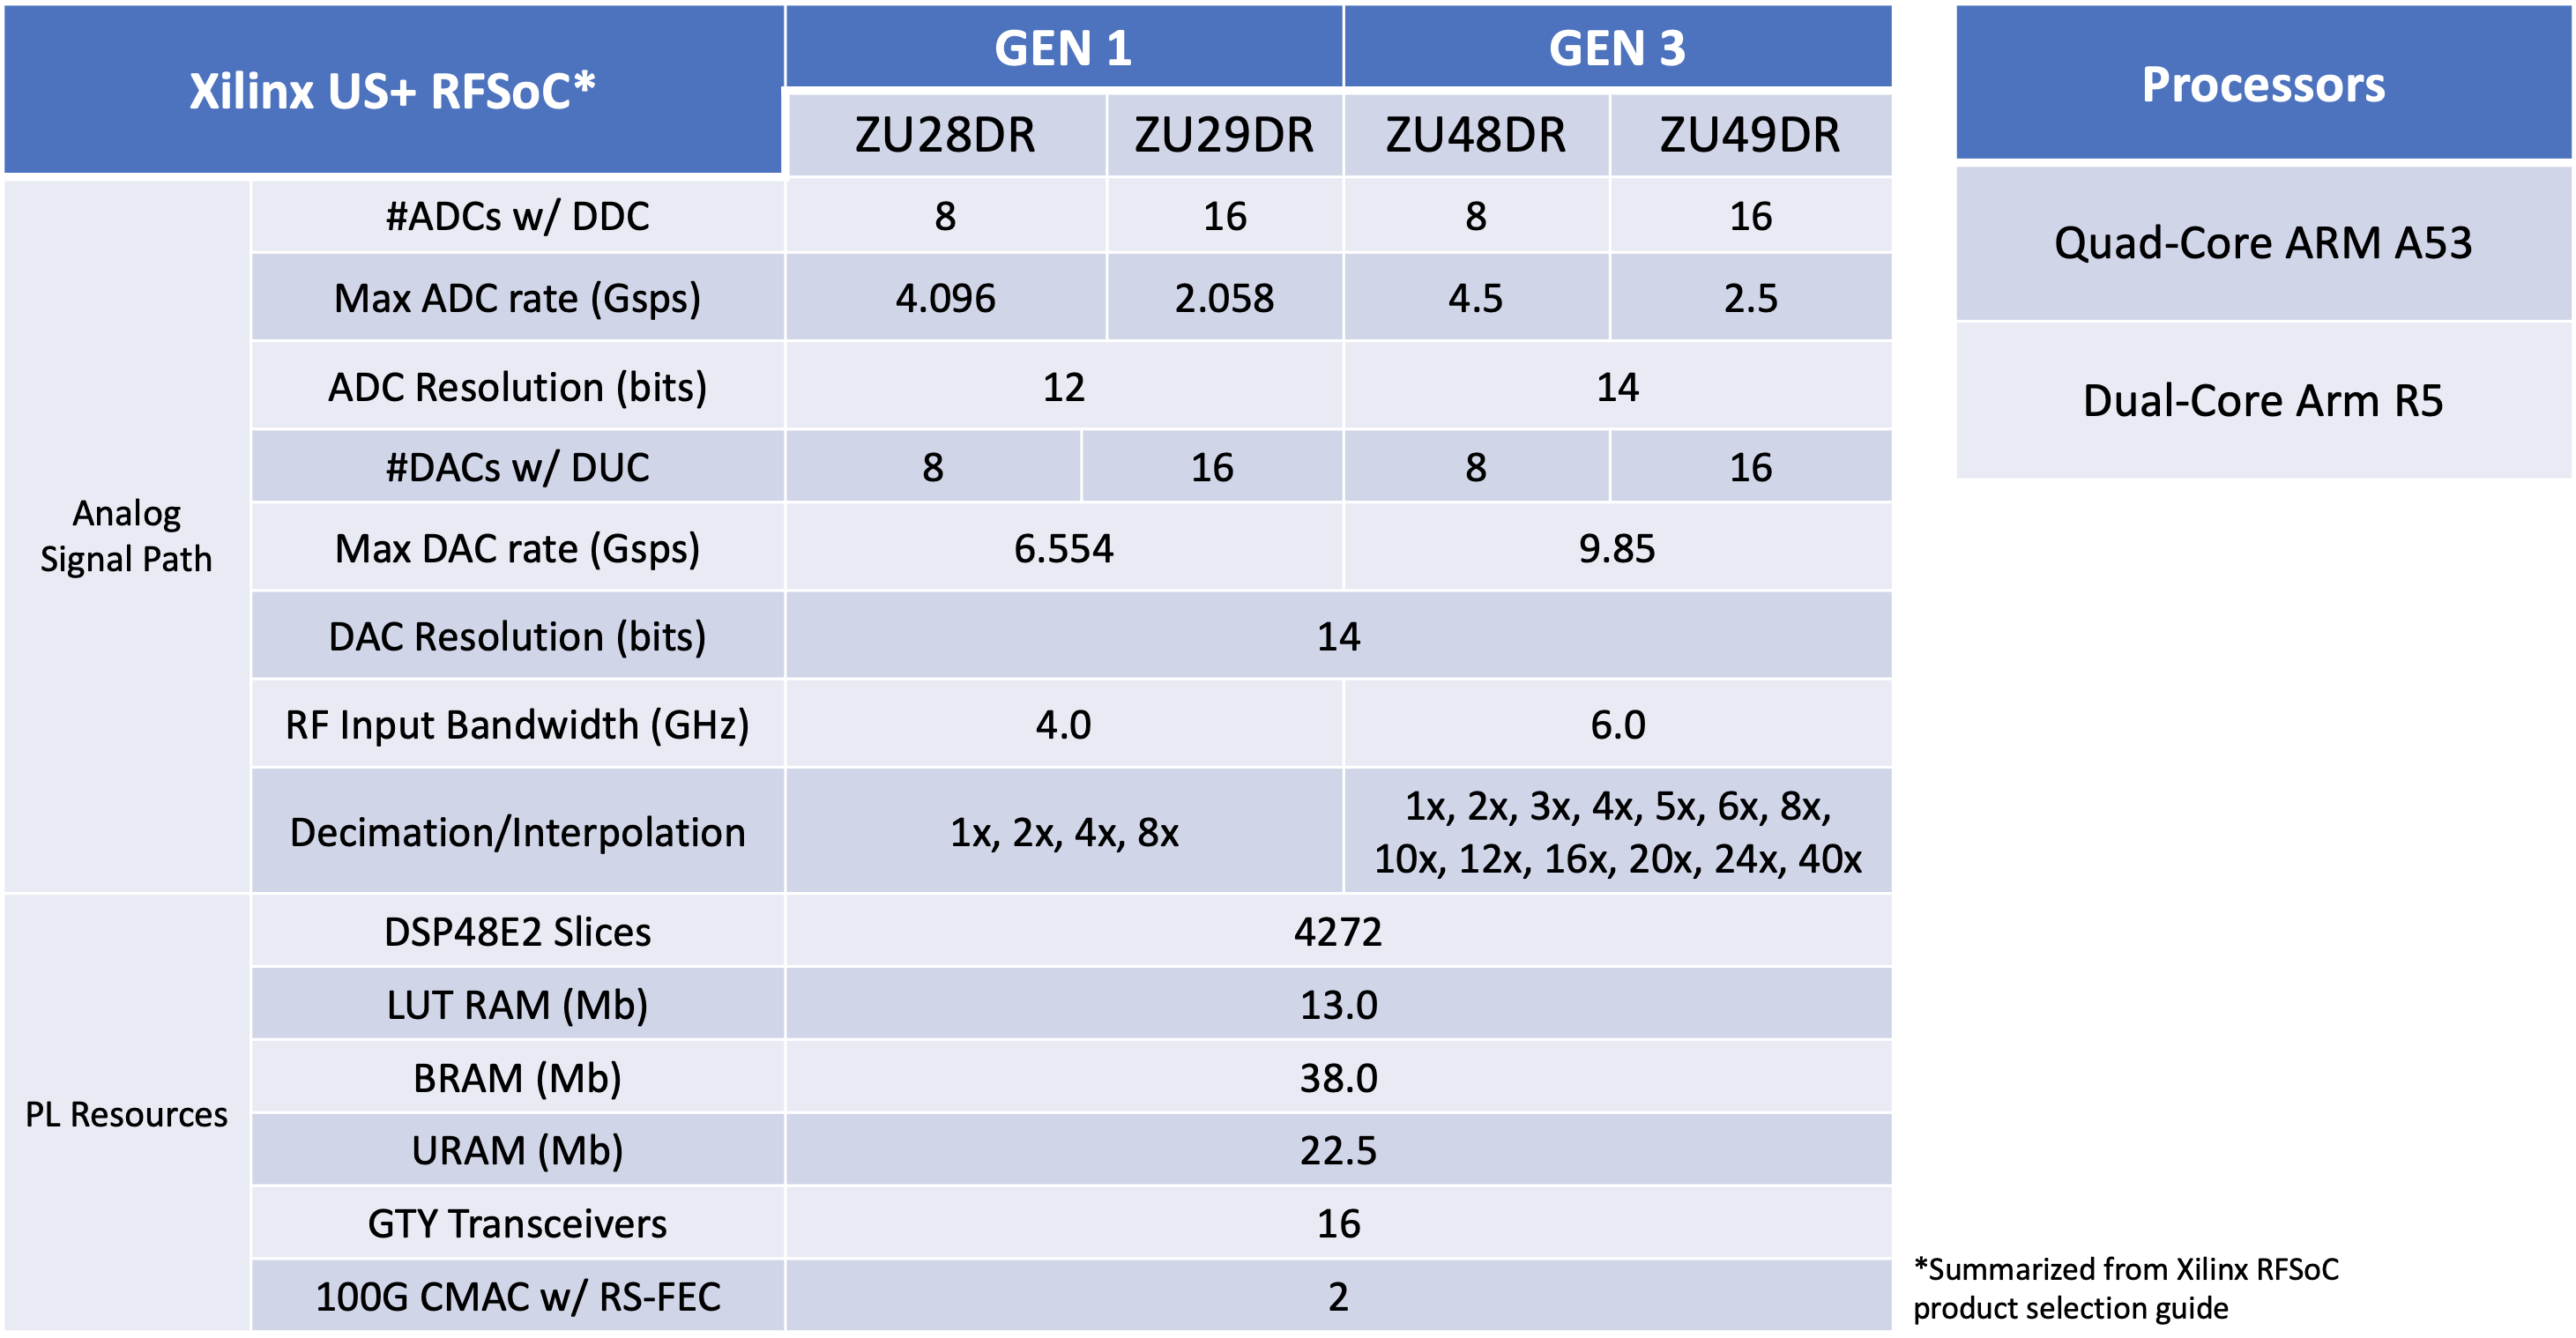 Xilinx US+ RFSoC*
GEN 1
GEN 3
ZU28DR
ZU29DR
ZU48DR
ZU49DR
Analog
Signal Path
#ADCs w/ DDC
8
16
8
16
Max ADC rate (Gsps)
4.096
2.058
4.5
2.5
ADC Resolution (bits)
12
14
#DACs w/ DUC
8
16
8
16
Max DAC rate (Gsps)
6.554
9.85
DAC Resolution (bits)
14
RF Input Bandwidth (GHz)
4.0
6.0
Decimation/Interpolation
1x, 2x, 4x, 8x
1x, 2x, 3x, 4x, 5x, 6x, 8x,
10x, 12x, 16x, 20x, 24x, 40x
PL Resources
DSP48E2 Slices
4272
LUT RAM (Mb)
13.0
BRAM (Mb)
38.0
URAM (Mb)
22.5
GTY Transceivers
16
100G CMAC w/ RS-FEC
2
Processors
Quad-Core ARM A53
Dual-Core Arm R5
*Summarized from Xilinx RFSoC
product selection guide